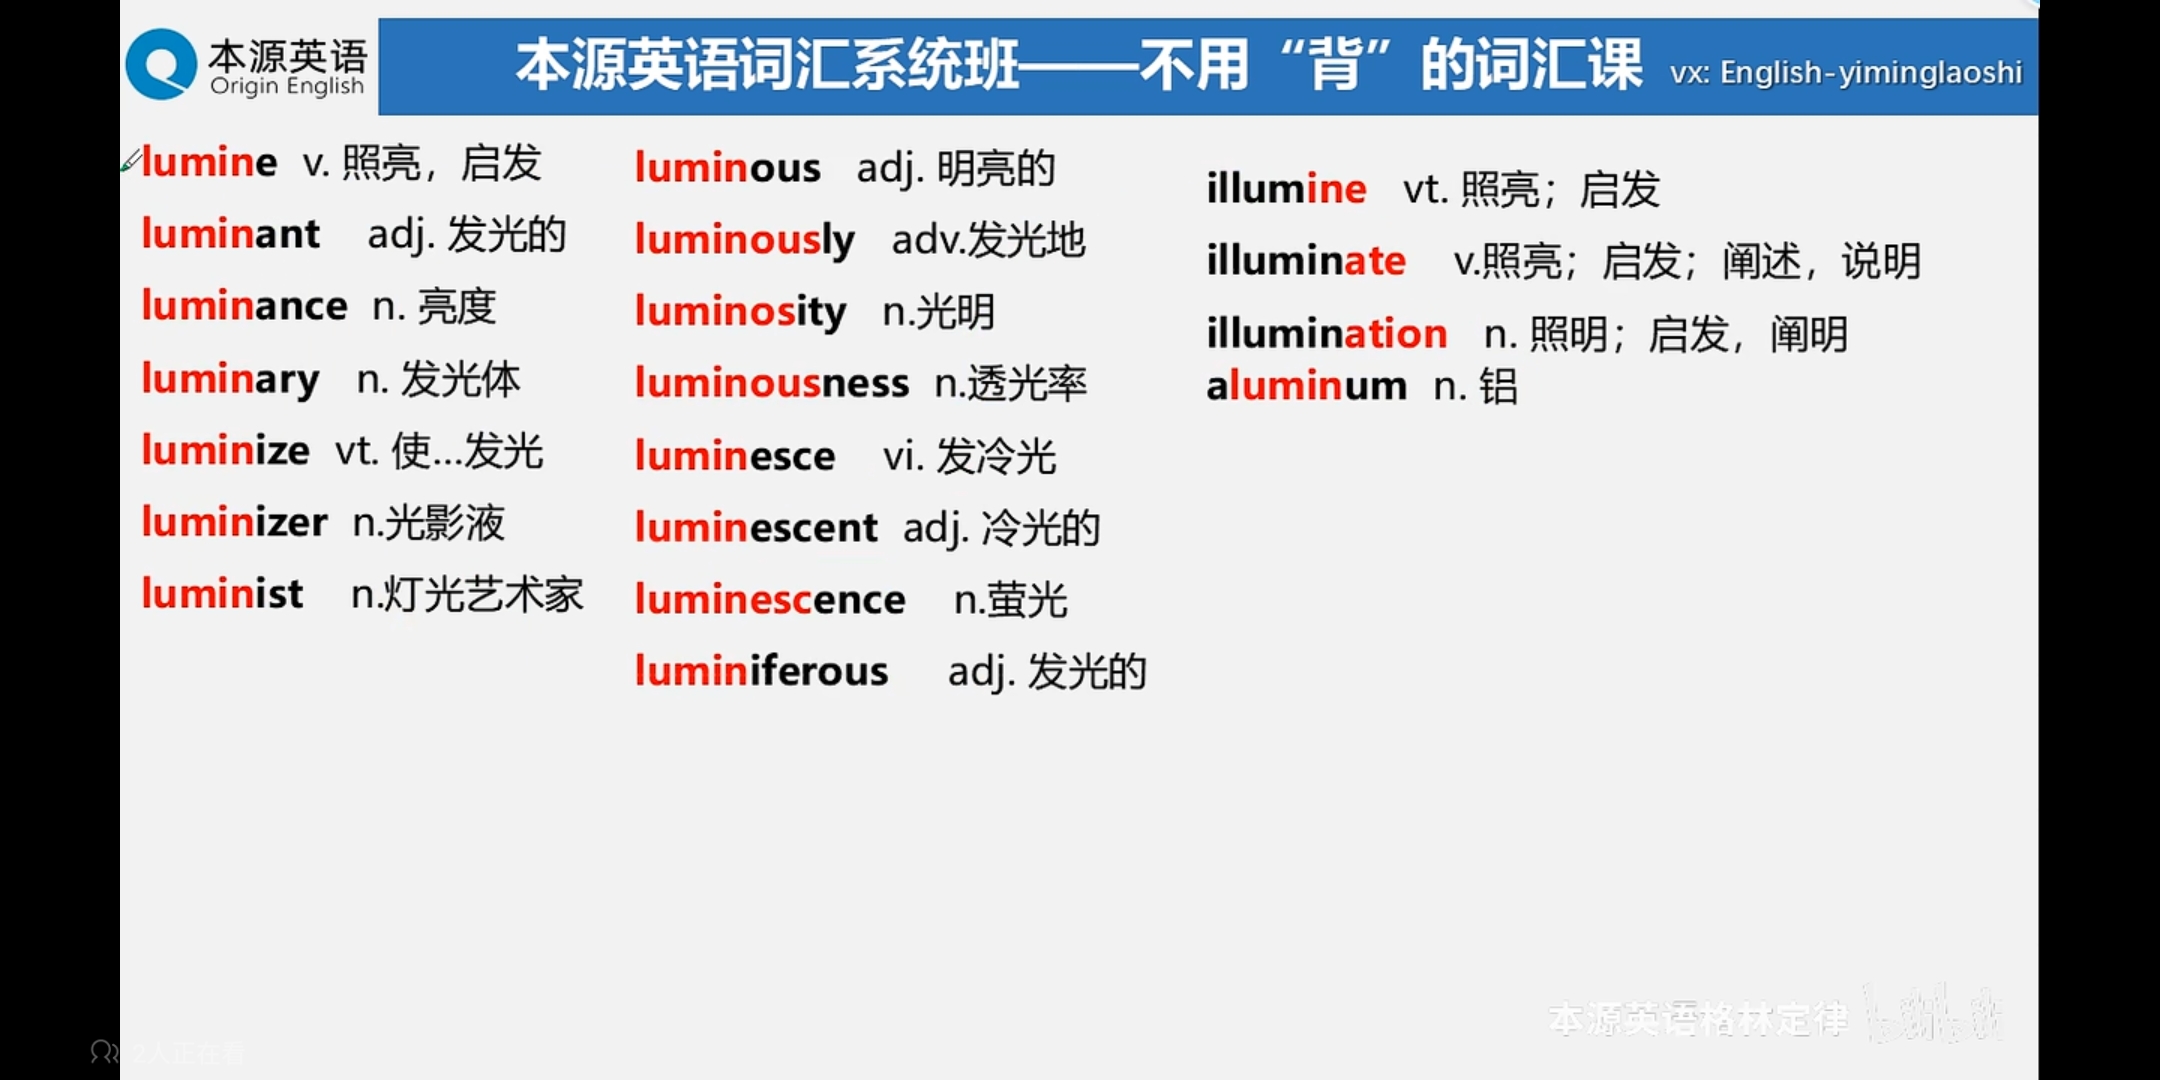 本源英语
Origin English
本源英语词汇系统班——不用“背”的词汇课 vx: English-yiminglaoshi
lumine v. 照亮，启发
luminant adj. 发光的
luminance n. 亮度
luminary n. 发光体
luminize vt. 使...发光
luminizer n.光影液
luminist n.灯光艺术家
luminous adj. 明亮的
luminously adv.发光地
luminosity n.光明
luminousness n.透光率
luminesce vi. 发冷光
luminescent adj. 冷光的
luminescence n.萤光
luminiferous adj. 发光的
illumine vt. 照亮；启发
illuminate v.照亮；启发；阐述，说明
illumination n. 照明；启发，阐明
aluminum n. 铝
本源英语格林定律 bilibili
2人正在看